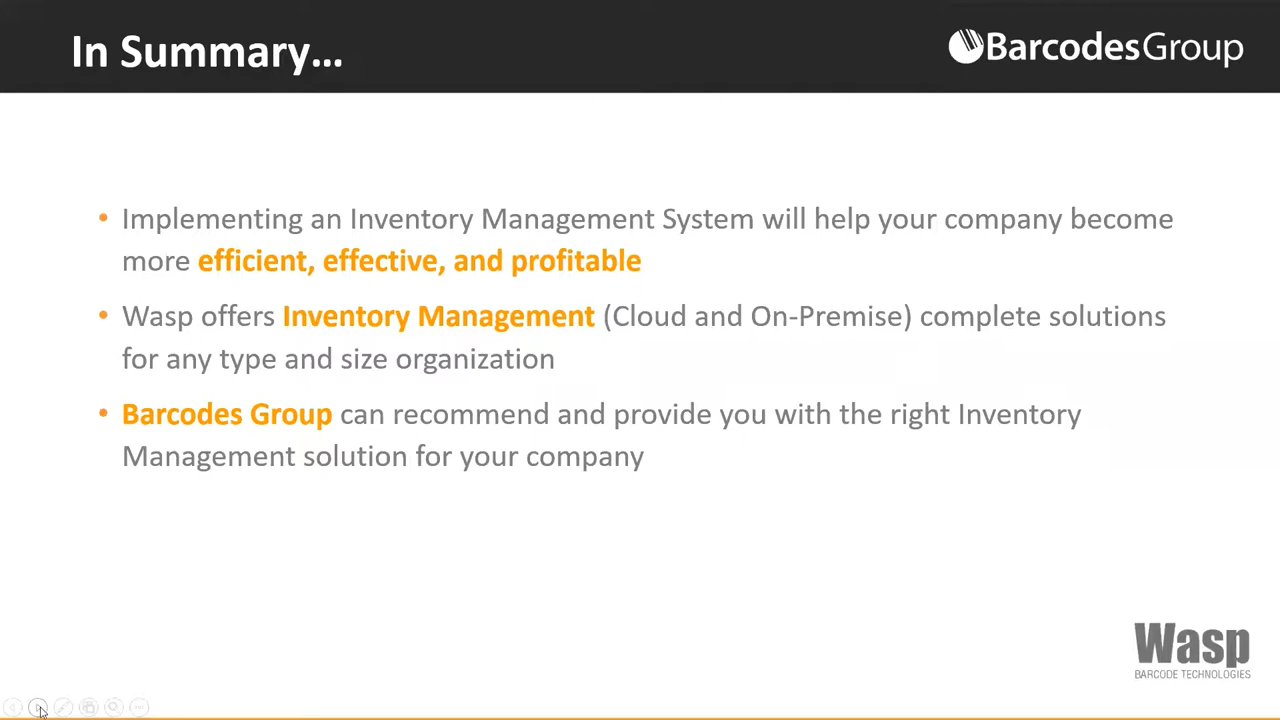 In Summary...
BarcodesGroup
• Implementing an Inventory Management System will help your company become
more efficient, effective, and profitable
• Wasp offers Inventory Management (Cloud and On-Premise) complete solutions
for any type and size organization
• Barcodes Group can recommend and provide you with the right Inventory
Management solution for your company
Wasp
BARCODE TECHNOLOGIES